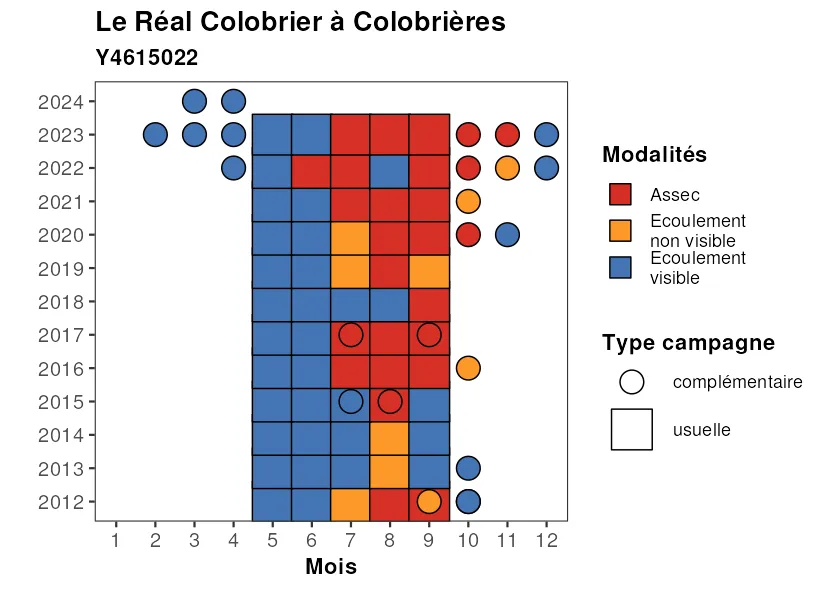 Le Réal Colobrier à Colobrières
Y4615022
2024
2023
2022
2021
2020
2019
2018
2017
2016
2015
2014
2013
2012
1 2 3 4 5 6 7 8 9 10 11 12
Mois
Modalités
Assec
Ecoulement
non visible
Ecoulement
visible
Type campagne
complémentaire
usuelle